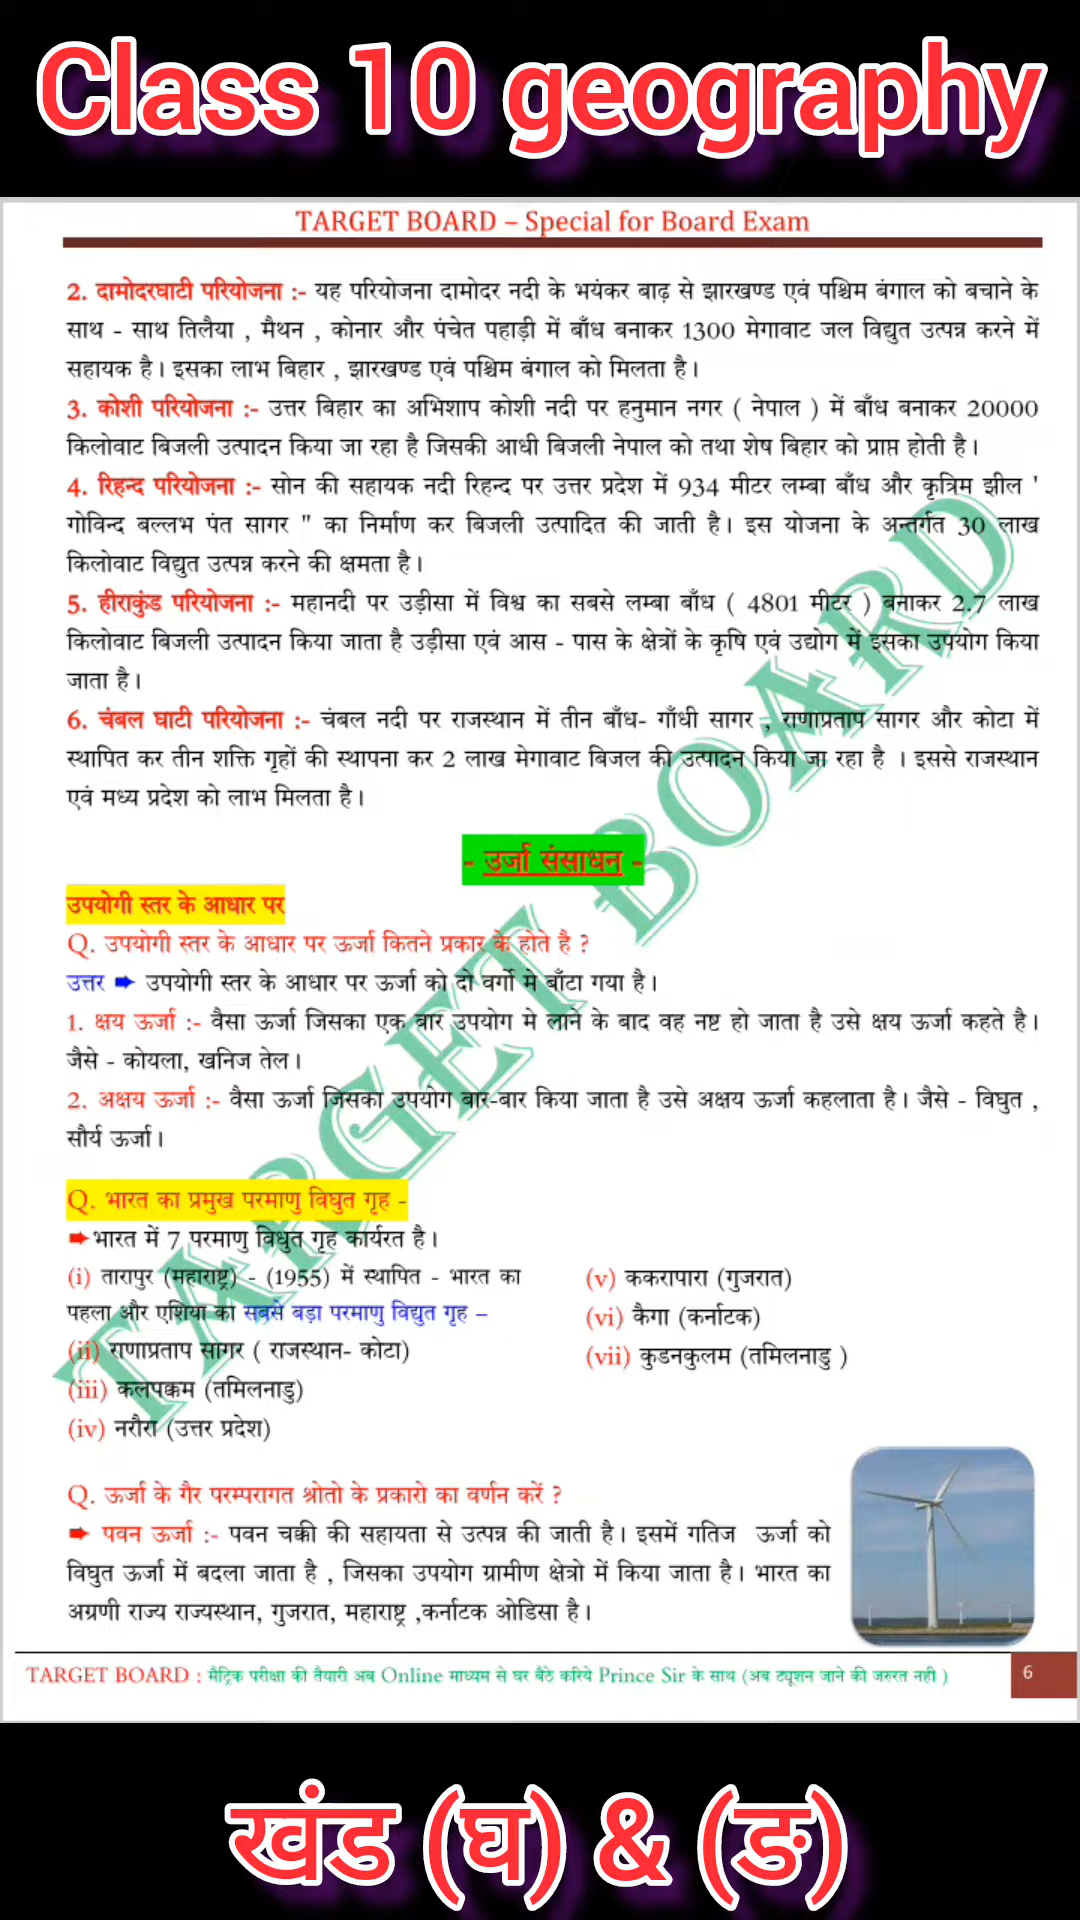 Class 10 geography
TARGET BOARD – Special for Board Exam
2. दामोदरघाटी परियोजना :- यह परियोजना दामोदर नदी के भयंकर बाढ़ से झारखण्ड एवं पश्चिम बंगाल को बचाने के
साथ - साथ तिलैया , मैथन , कोनार और पंचेत पहाड़ी में बाँध बनाकर 1300 मेगावाट जल विद्युत उत्पन्न करने में
सहायक है। इसका लाभ बिहार , झारखण्ड एवं पश्चिम बंगाल को मिलता है।
3. कोशी परियोजना :- उत्तर बिहार का अभिशाप कोशी नदी पर हनुमान नगर ( नेपाल ) में बाँध बनाकर 20000
किलोवाट बिजली उत्पादन किया जा रहा है जिसकी आधी बिजली नेपाल को तथा शेष बिहार को प्राप्त होती है।
4. रिहन्द परियोजना :- सोन की सहायक नदी रिहन्द पर उत्तर प्रदेश में 934 मीटर लम्बा बाँध और कृत्रिम झील '
गोविन्द बल्लभ पंत सागर " का निर्माण कर बिजली उत्पादित की जाती है। इस योजना के अन्तर्गत 30 लाख
किलोवाट विद्युत उत्पन्न करने की क्षमता है।
5. हीराकुंड परियोजना :- महानदी पर उड़ीसा में विश्व का सबसे लम्बा बाँध ( 4801 मीटर ) बनाकर 2.7 लाख
किलोवाट बिजली उत्पादन किया जाता है उड़ीसा एवं आस - पास के क्षेत्रों के कृषि एवं उद्योग में इसका उपयोग किया
जाता है।
6. चंबल घाटी परियोजना :- चंबल नदी पर राजस्थान में तीन बाँध- गाँधी सागर , राणाप्रताप सागर और कोटा में
स्थापित कर तीन शक्ति गृहों की स्थापना कर 2 लाख मेगावाट बिजल की उत्पादन किया जा रहा है । इससे राजस्थान
एवं मध्य प्रदेश को लाभ मिलता है।
- उर्जा संसाधन -
उपयोगी स्तर के आधार पर
Q. उपयोगी स्तर के आधार पर ऊर्जा कितने प्रकार के होते है ?
उत्तर ➨ उपयोगी स्तर के आधार पर ऊर्जा को दो वर्गो मे बाँटा गया है।
1. क्षय ऊर्जा :- वैसा ऊर्जा जिसका एक बार उपयोग मे लाने के बाद वह नष्ट हो जाता है उसे क्षय ऊर्जा कहते है।
जैसे - कोयला, खनिज तेल।
2. अक्षय ऊर्जा :- वैसा ऊर्जा जिसका उपयोग बार-बार किया जाता है उसे अक्षय ऊर्जा कहलाता है। जैसे - विघुत ,
सौर्य ऊर्जा।
Q. भारत का प्रमुख परमाणु विघुत गृह -
➨भारत में 7 परमाणु विधुत गृह कार्यरत है।
(i) तारापुर (महाराष्ट्र) - (1955) में स्थापित - भारत का
पहला और एशिया का सबसे बड़ा परमाणु विद्युत गृह –
(ii) राणाप्रताप सागर ( राजस्थान- कोटा)
(iii) कलपक्कम (तमिलनाडु)
(iv) नरौरा (उत्तर प्रदेश)
(v) ककरापारा (गुजरात)
(vi) कैगा (कर्नाटक)
(vii) कुडनकुलम (तमिलनाडु )
Q. ऊर्जा के गैर परम्परागत श्रोतो के प्रकारो का वर्णन करें ?
➨ पवन ऊर्जा :- पवन चक्की की सहायता से उत्पन्न की जाती है। इसमें गतिज ऊर्जा को
विघुत ऊर्जा में बदला जाता है , जिसका उपयोग ग्रामीण क्षेत्रो में किया जाता है। भारत का
अग्रणी राज्य राज्यस्थान, गुजरात, महाराष्ट्र ,कर्नाटक ओडिसा है।
TARGET BOARD : मैट्रिक परीक्षा की तैयारी अब Online माध्यम से घर बैठे करिये Prince Sir के साथ (अब ट्यूशन जाने की जरुरत नही )
6
TARGET BOARD
खंड (घ) & (ङ)